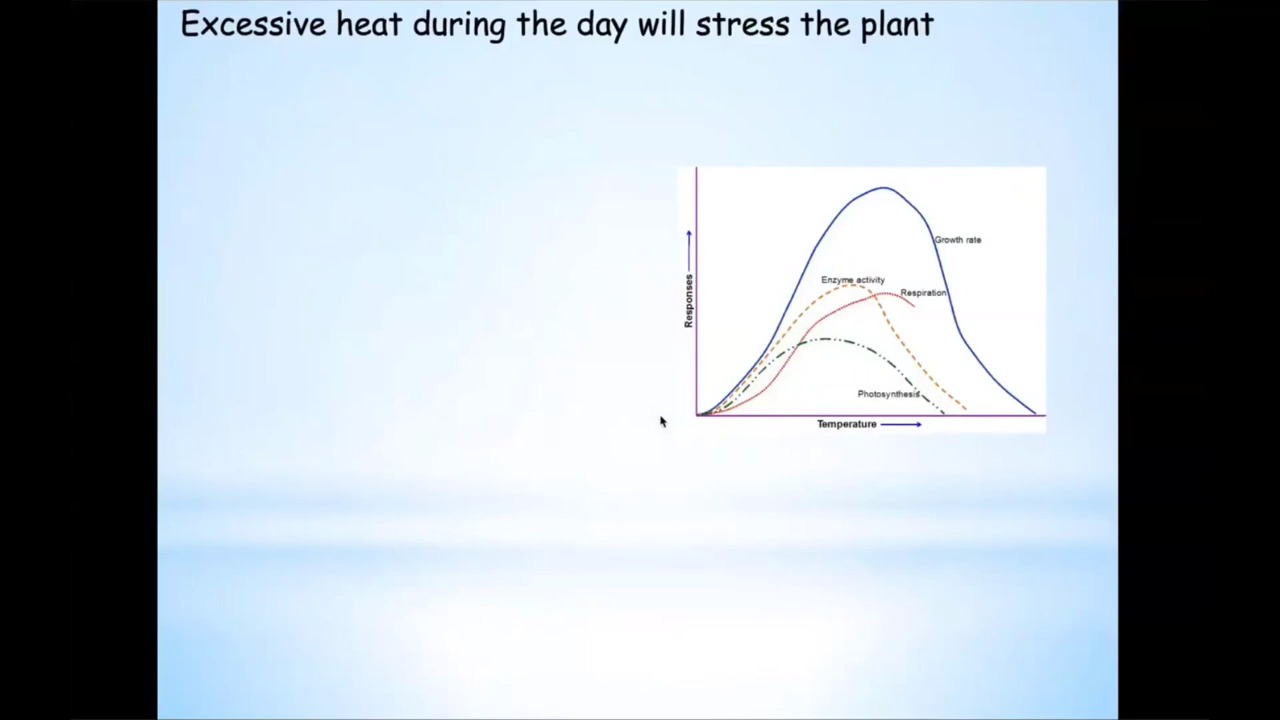 Excessive heat during the day will stress the plant
Growth rate
Enzyme activity
Respiration
Responses
Photosynthesis
Temperature